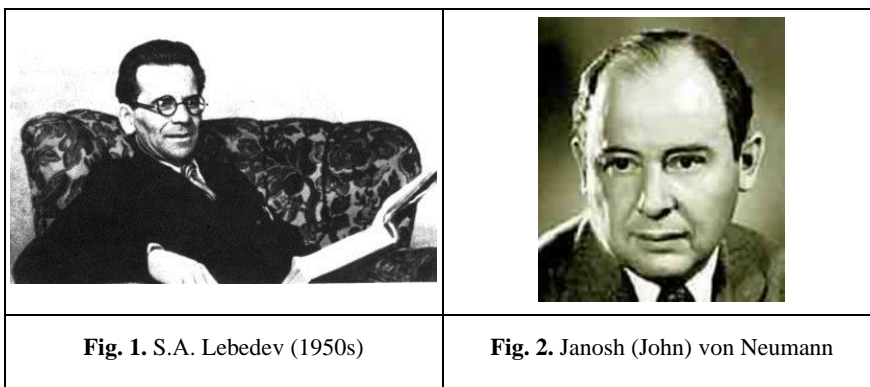 Fig. 1. S.A. Lebedev (1950s)
Fig. 2. Janosh (John) von Neumann